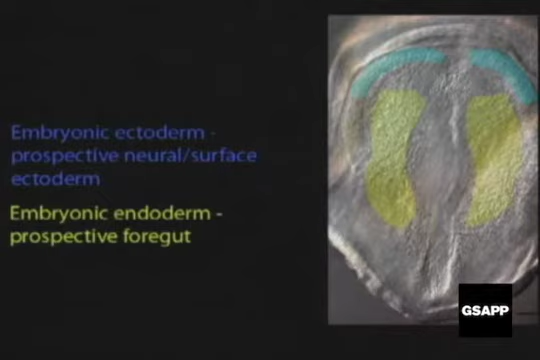 Embryonic ectoderm -
prospective neural/surface
ectoderm
Embryonic endoderm -
prospective foregut
GSAPP